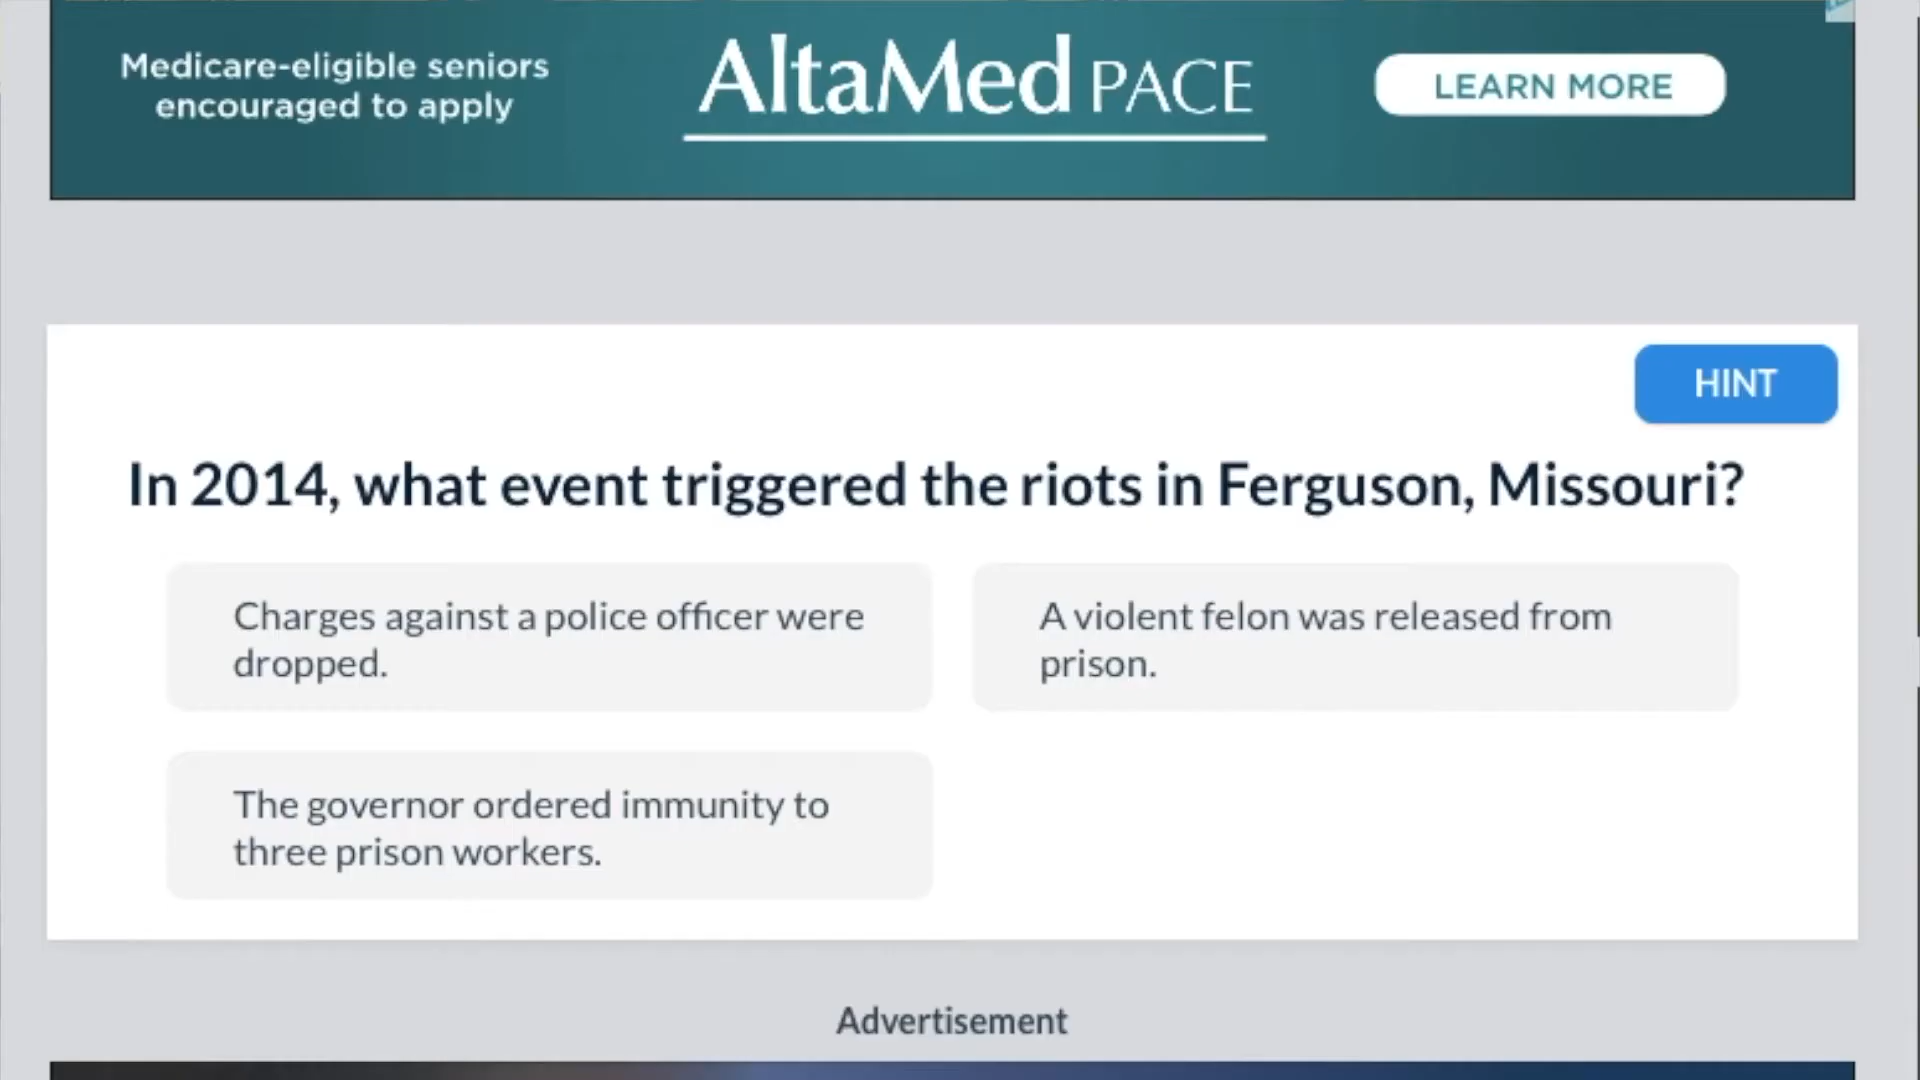 Medicare-eligible seniors
encouraged to apply
AltaMed PACE
LEARN MORE
HINT
In 2014, what event triggered the riots in Ferguson, Missouri?
Charges against a police officer were
dropped.
A violent felon was released from
prison.
The governor ordered immunity to
three prison workers.
Advertisement